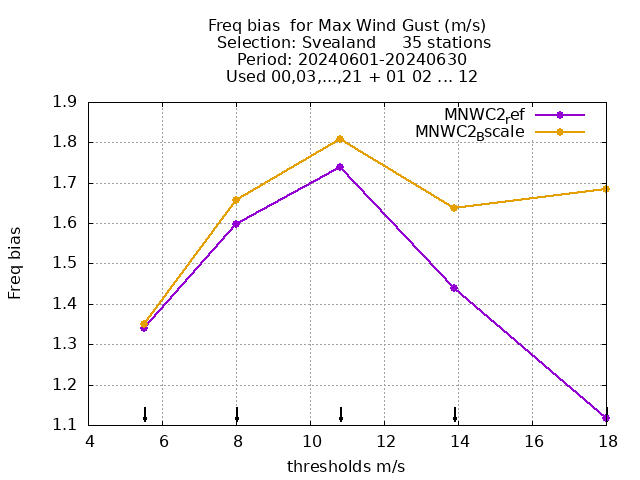 Freq bias  for Max Wind Gust (m/s)
Selection: Svealand     35 stations
Period: 20240601-20240630
Used 00,03,...,21 + 01 02 ... 12
MNWC2ref
MNWC2Bscale
1.9
1.8
1.7
1.6
1.5
1.4
1.3
1.2
1.1
Freq bias
4 6 8 10 12 14 16 18
thresholds m/s